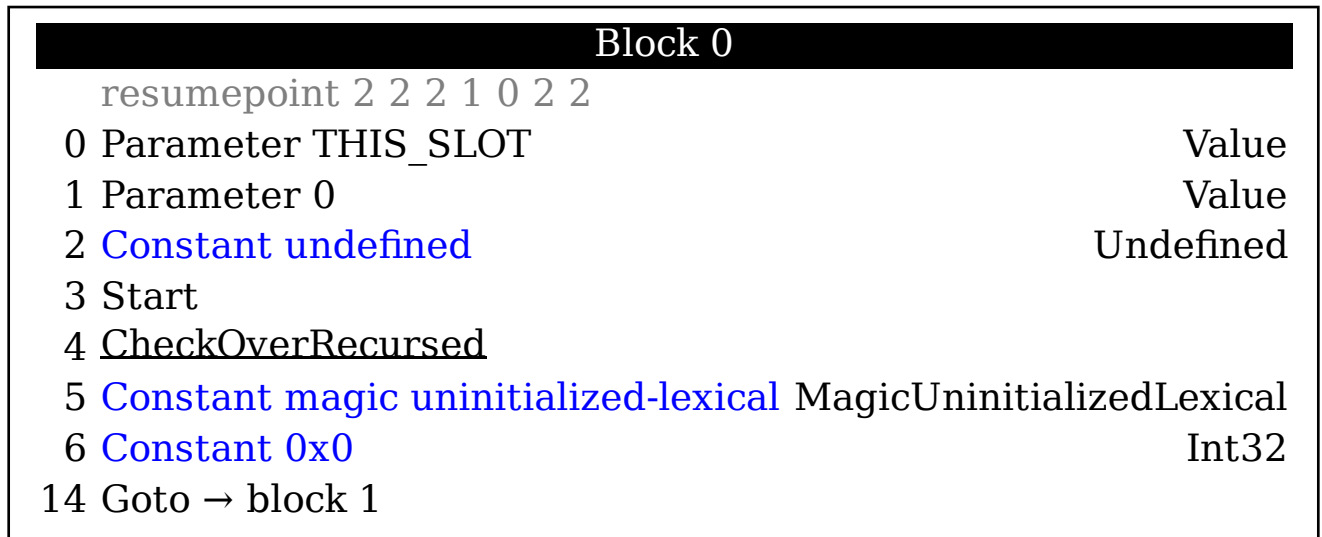 Block 0
resumepoint 2 2 2 1 0 2 2
0 Parameter THIS_SLOT Value
1 Parameter 0 Value
2 Constant undefined Undefined
3 Start
4 CheckOverRecursed
5 Constant magic uninitialized-lexical MagicUninitializedLexical
6 Constant 0x0 Int32
14 Goto → block 1